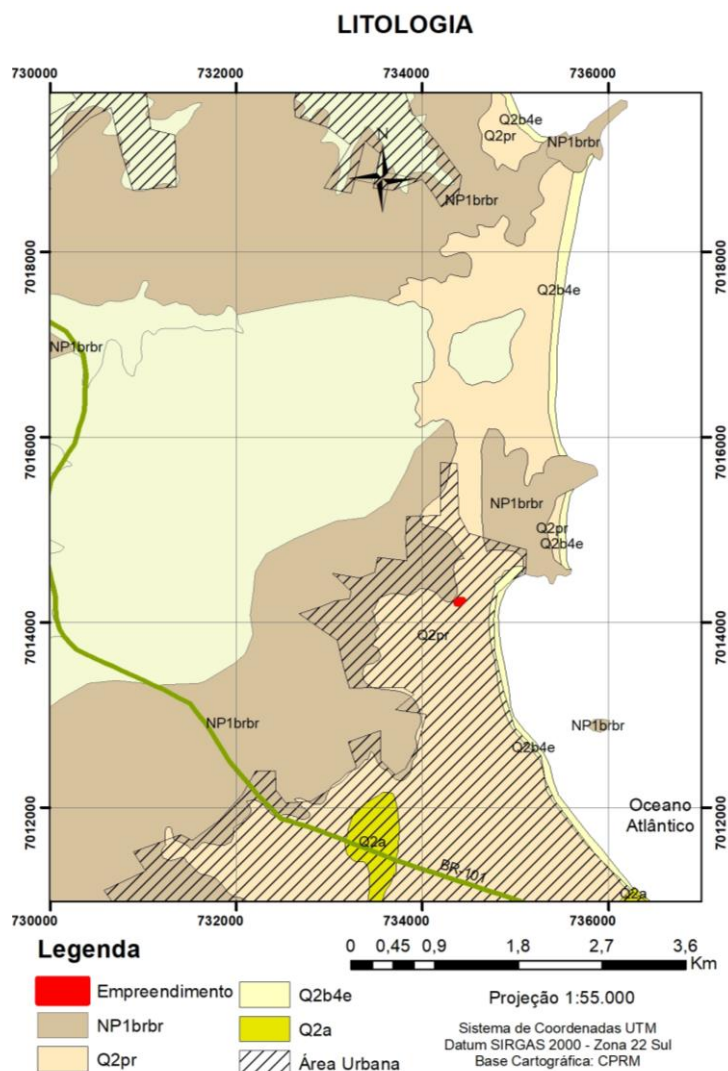 LITOLOGIA
730000
732000
734000
736000
Q2b4e
Q2pr
NP1brbr
N
NP1brbr
7018000
7018000
Q2b4e
NP1brbr
7016000
7016000
NP1brbr
Q2pr
Q2b4e
7014000
7014000
Q2pr
NP1brbr
NP1brbr
Q2b4e
7012000
7012000
Oceano
Atlântico
Q2a
BR-101
Q2a
730000
732000
734000
736000
Legenda
Empreendimento
NP1brbr
Q2pr
Q2b4e
Q2a
Área Urbana
0 0,45 0,9 1,8 2,7 3,6
Km
Projeção 1:55.000
Sistema de Coordenadas UTM
Datum SIRGAS 2000 - Zona 22 Sul
Base Cartográfica: CPRM